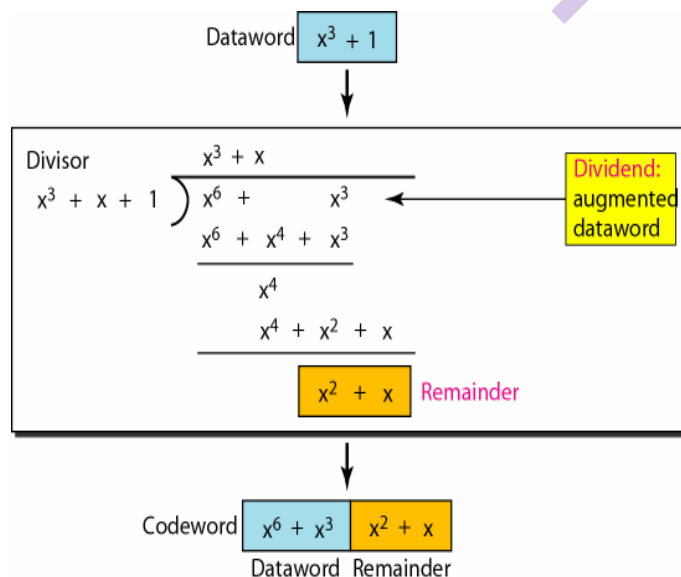 Dataword x³ + 1
Divisor
x³ + x
x³ + x + 1 ) x⁶ + x³
Dividend:
augmented
dataword
x⁶ + x⁴ + x³
x⁴
x⁴ + x² + x
x² + x Remainder
Codeword x⁶ + x³ x² + x
Dataword Remainder